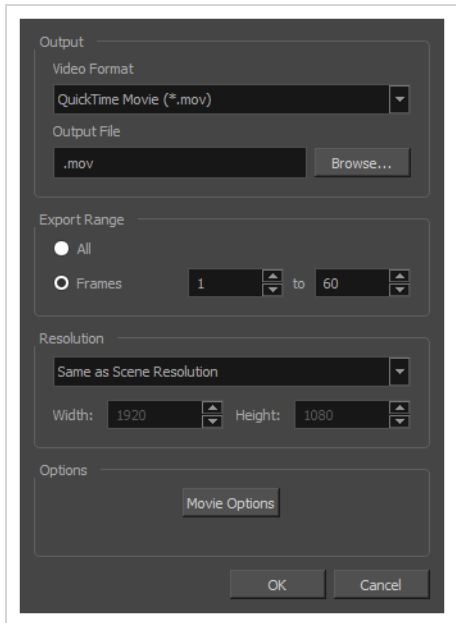 Output
Video Format
QuickTime Movie (*.mov)
Output File
.mov Browse...
Export Range
All
Frames 1 to 60
Resolution
Same as Scene Resolution
Width: 1920 Height: 1080
Options
Movie Options
OK Cancel